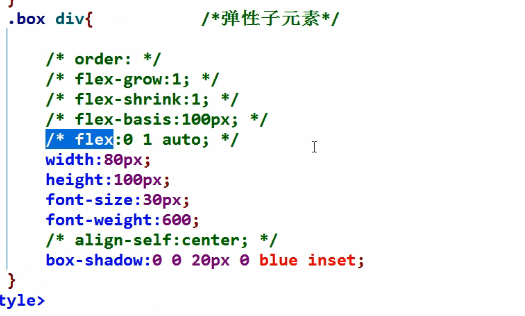 }
.box div{ /*弹性子元素*/
/* order: */
/* flex-grow:1; */
/* flex-shrink:1; */
/* flex-basis:100px; */
/* flex:0 1 auto; */
width:80px;
height:100px;
font-size:30px;
font-weight:600;
/* align-self:center; */
box-shadow:0 0 20px 0 blue inset;
}
tyle>